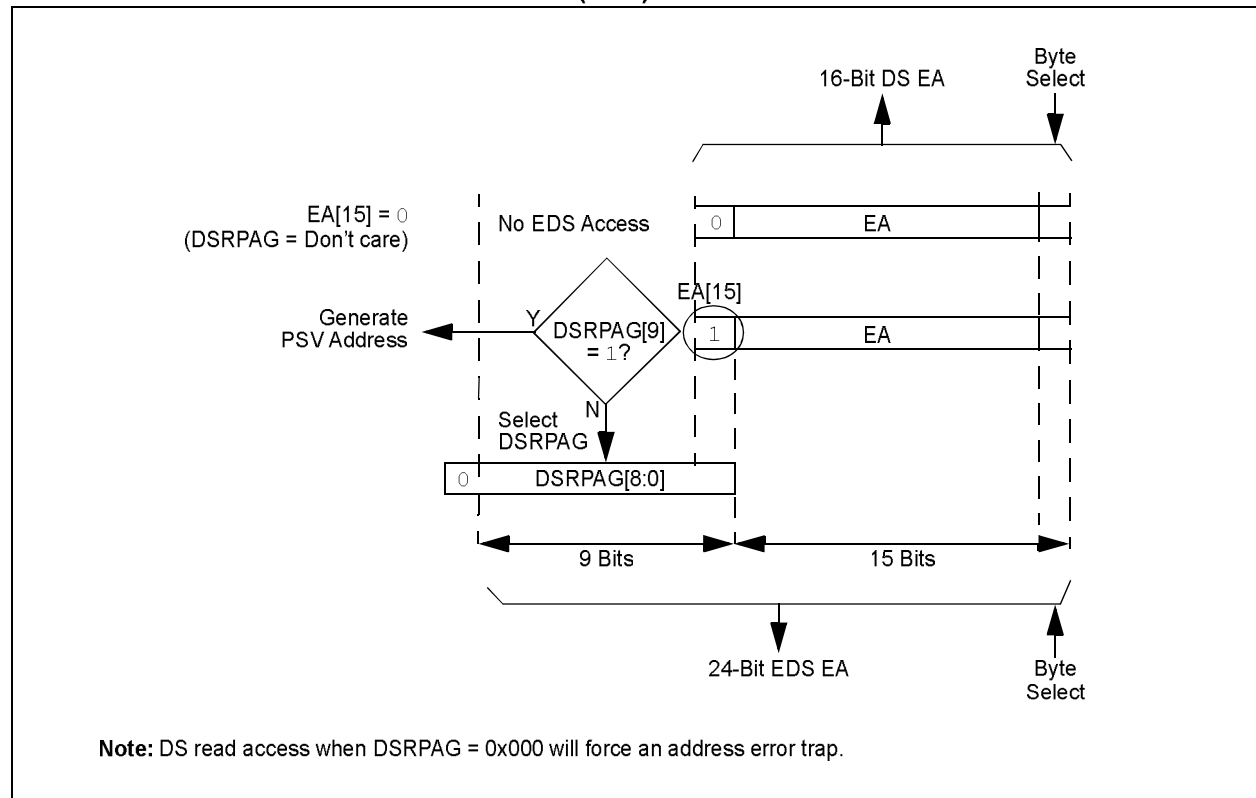 Byte
Select
16-Bit DS EA
EA[15] = 0
(DSRPAG = Don't care)
No EDS Access
0
EA
EA[15]
Generate
PSV Address
Y
DSRPAG[9]
= 1?
1
EA
N
Select
DSRPAG
0
DSRPAG[8:0]
9 Bits
15 Bits
24-Bit EDS EA
Byte
Select
Note: DS read access when DSRPAG = 0x000 will force an address error trap.